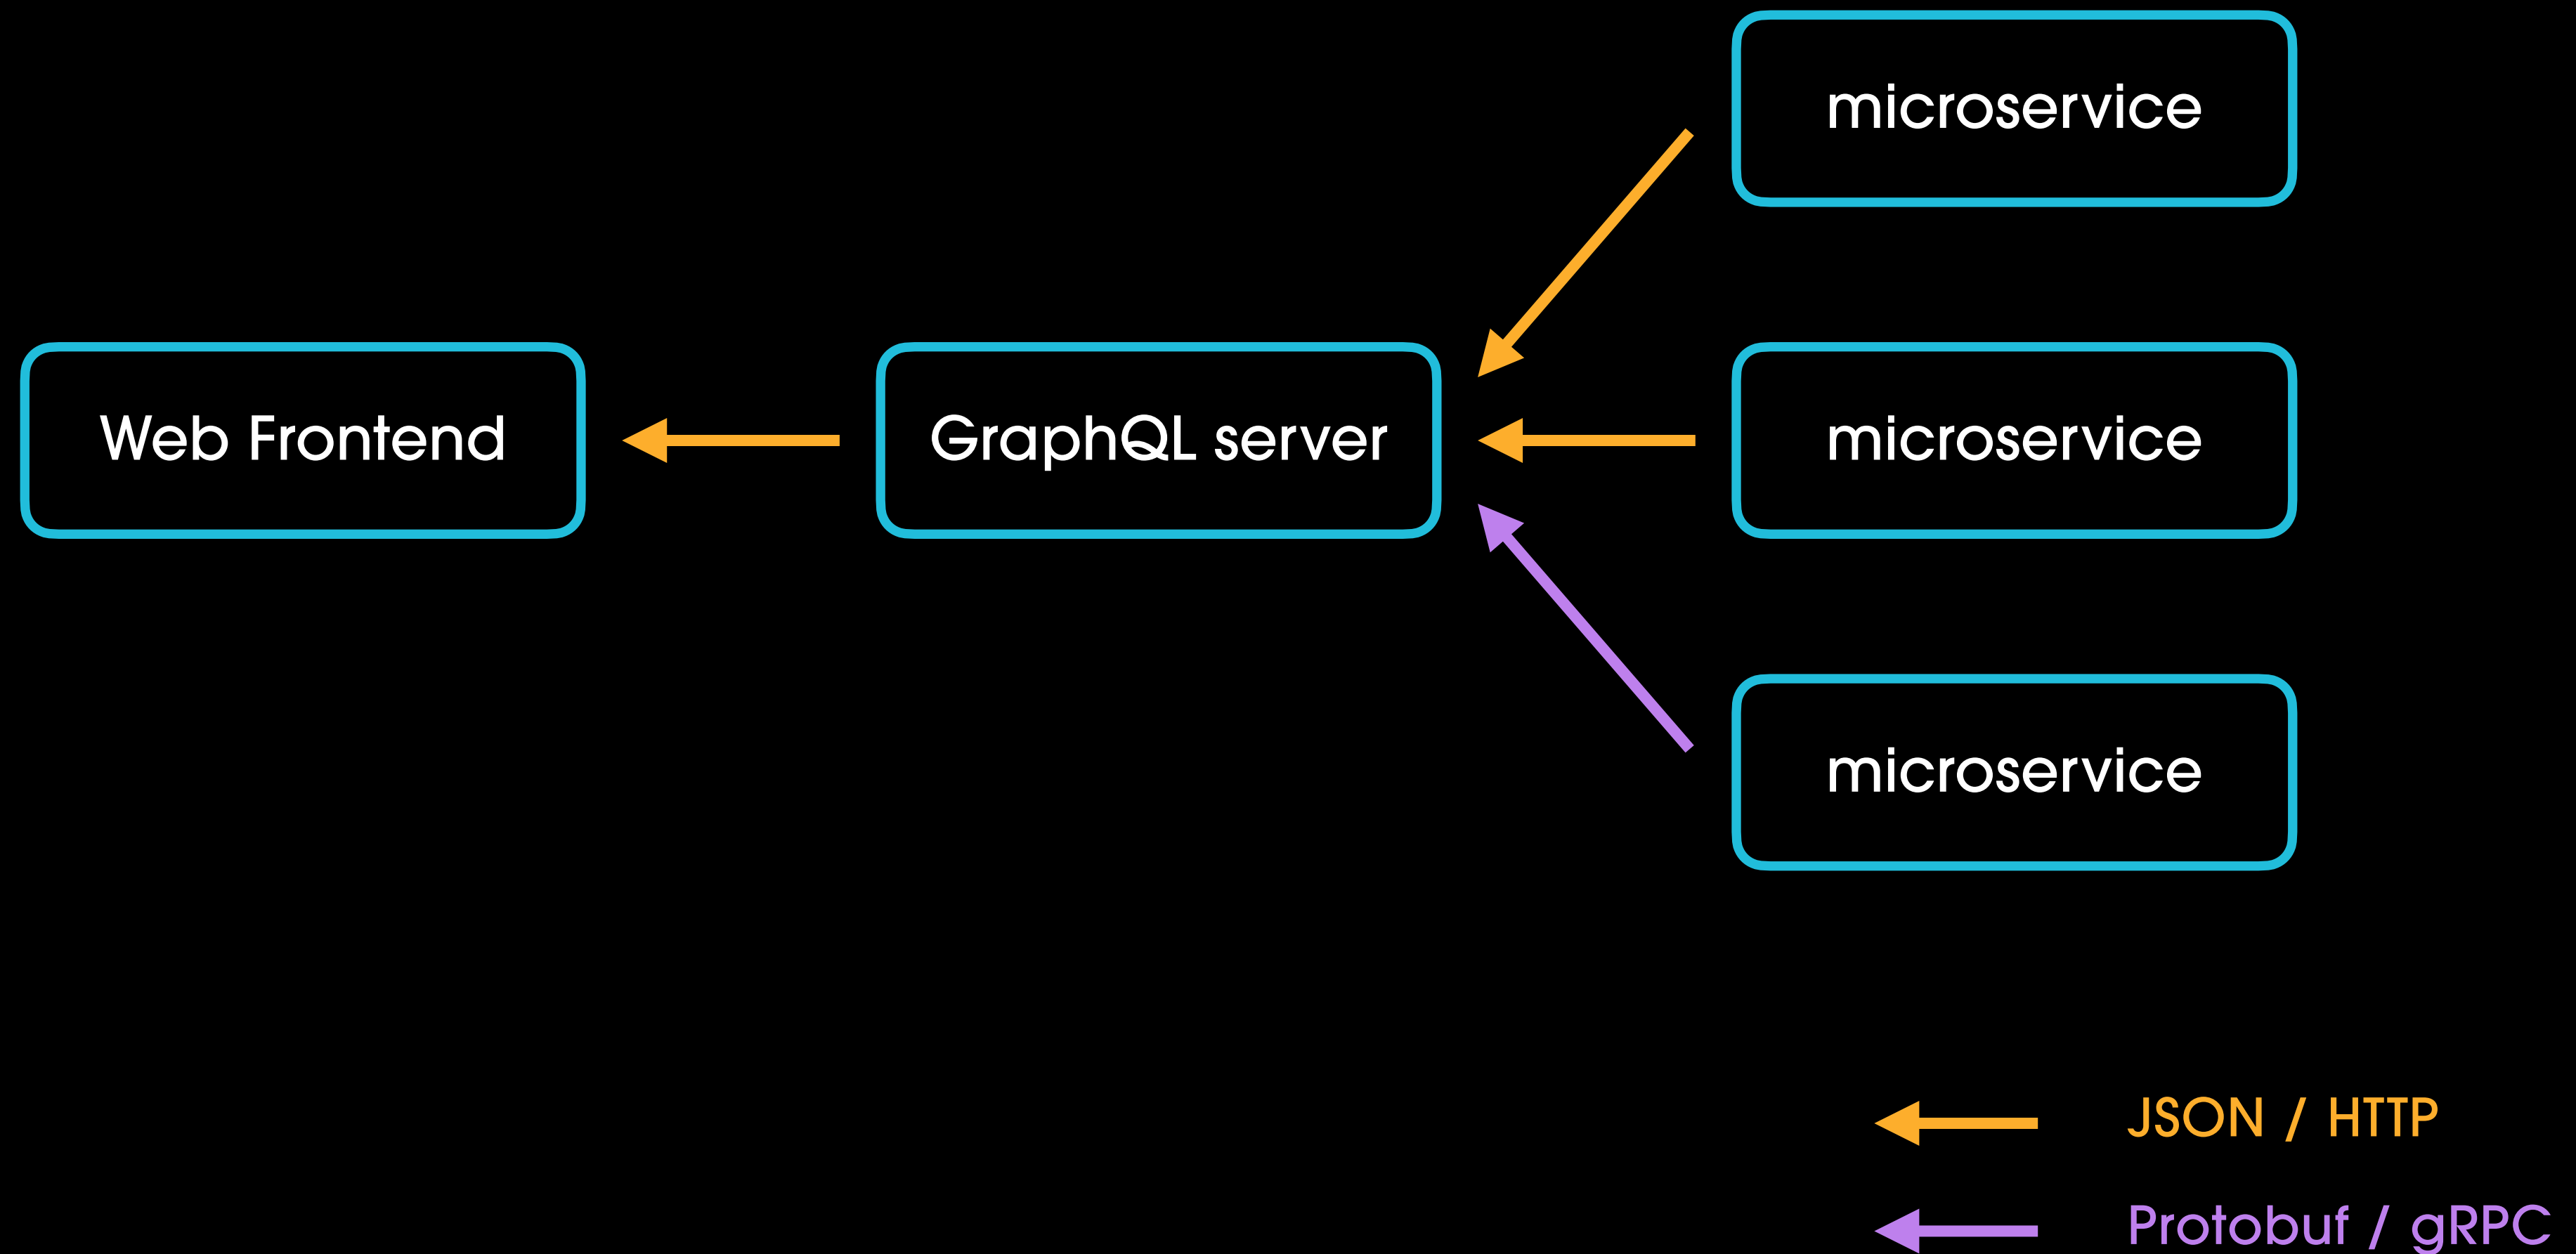 microservice
Web Frontend
GraphQL server
microservice
microservice
JSON / HTTP
Protobuf / gRPC